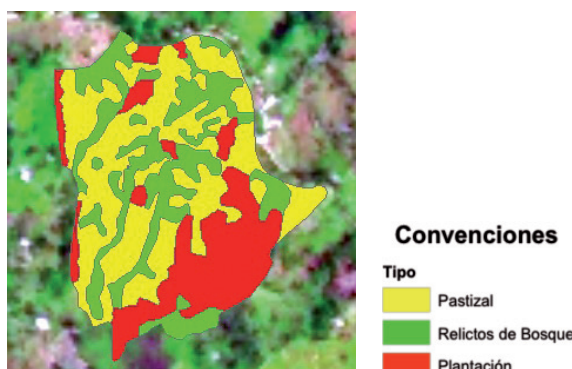 Convenciones
Tipo
Pastizal
Relictos de Bosque
Plantación